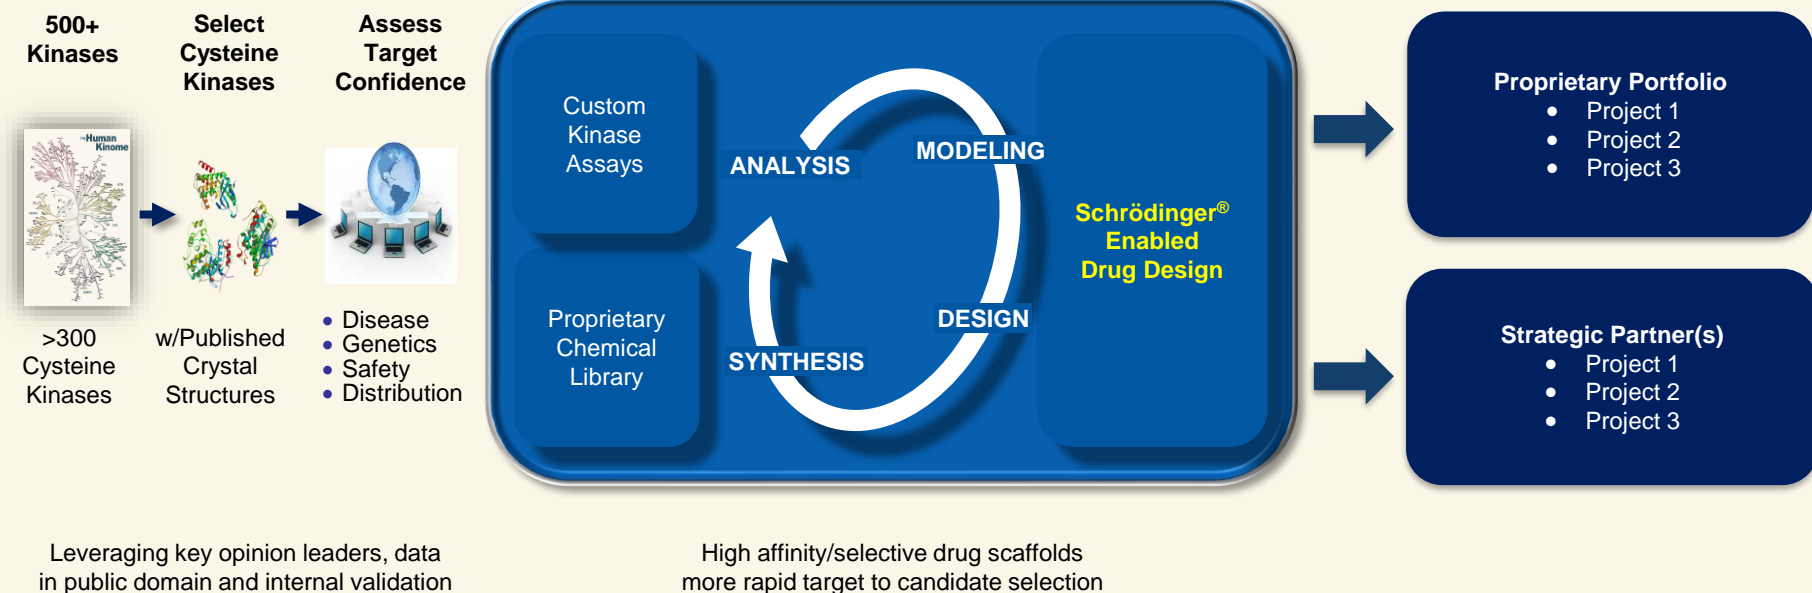 500+
Kinases
Select
Cysteine
Kinases
Assess
Target
Confidence
Human
Kinome
>300
Cysteine
Kinases
w/Published
Crystal
Structures
• Disease
• Genetics
• Safety
• Distribution
Custom
Kinase
Assays
Proprietary
Chemical
Library
ANALYSIS
MODELING
DESIGN
SYNTHESIS
Schrödinger®
Enabled
Drug Design
Proprietary Portfolio
• Project 1
• Project 2
• Project 3
Strategic Partner(s)
• Project 1
• Project 2
• Project 3
Leveraging key opinion leaders, data
in public domain and internal validation
High affinity/selective drug scaffolds
more rapid target to candidate selection